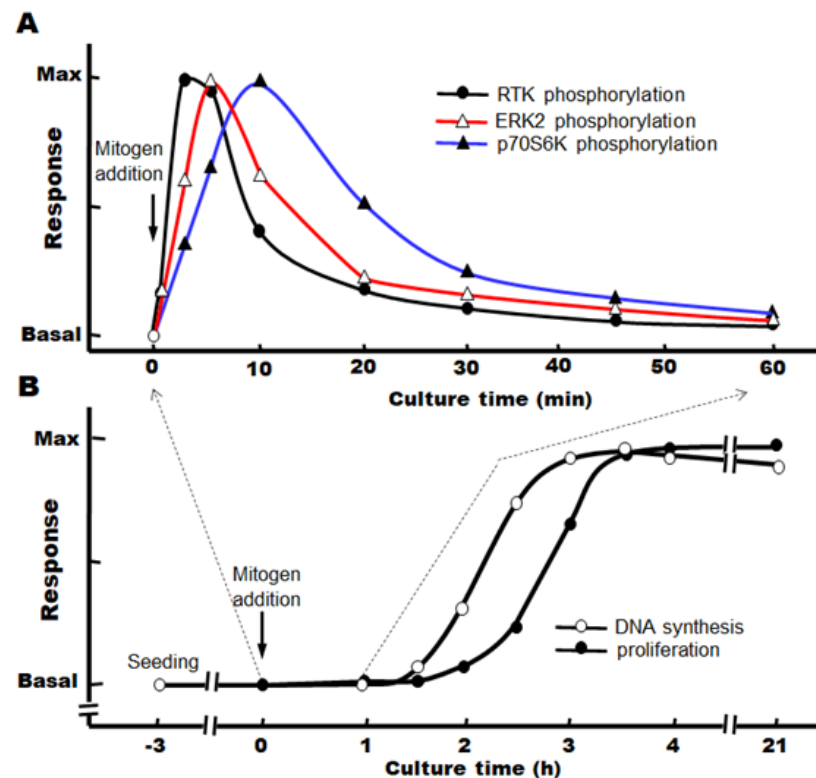 A
Max
RTK phosphorylation
ERK2 phosphorylation
p70S6K phosphorylation
Mitogen
addition
Response
Basal
0 10 20 30 40 50 60
Culture time (min)
B
Max
Response
Mitogen
addition
DNA synthesis
proliferation
Seeding
Basal
-3 0 1 2 3 4 21
Culture time (h)